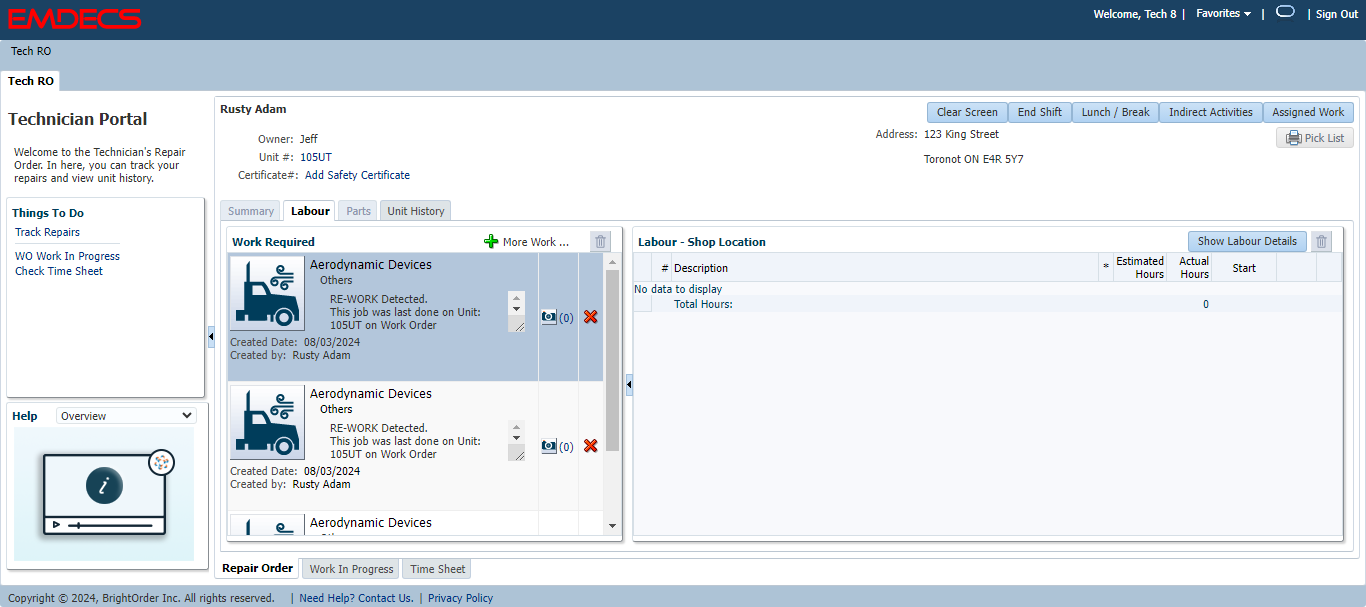 EMDECS
Welcome, Tech 8 | Favorites | | Sign Out
Tech RO
Tech RO
Technician Portal
Welcome to the Technician's Repair
Order. In here, you can track your
repairs and view unit history.
Things To Do
Track Repairs
WO Work In Progress
Check Time Sheet
Help Overview
i
Rusty Adam
Clear Screen End Shift Lunch / Break Indirect Activities Assigned Work
Owner: Jeff
Unit #: 105UT
Certificate#: Add Safety Certificate
Address: 123 King Street
Toronot ON E4R 5Y7
Pick List
Summary Labour Parts Unit History
Work Required More Work ...
Aerodynamic Devices
Others
RE-WORK Detected.
This job was last done on Unit:
105UT on Work Order
(0)
Created Date: 08/03/2024
Created by: Rusty Adam
Aerodynamic Devices
Others
RE-WORK Detected.
This job was last done on Unit:
105UT on Work Order
(0)
Created Date: 08/03/2024
Created by: Rusty Adam
Aerodynamic Devices
Others
Labour - Shop Location Show Labour Details
# Description * Estimated Hours Actual Hours Start
No data to display
Total Hours: 0
Repair Order Work In Progress Time Sheet
Copyright © 2024, BrightOrder Inc. All rights reserved. | Need Help? Contact Us. | Privacy Policy